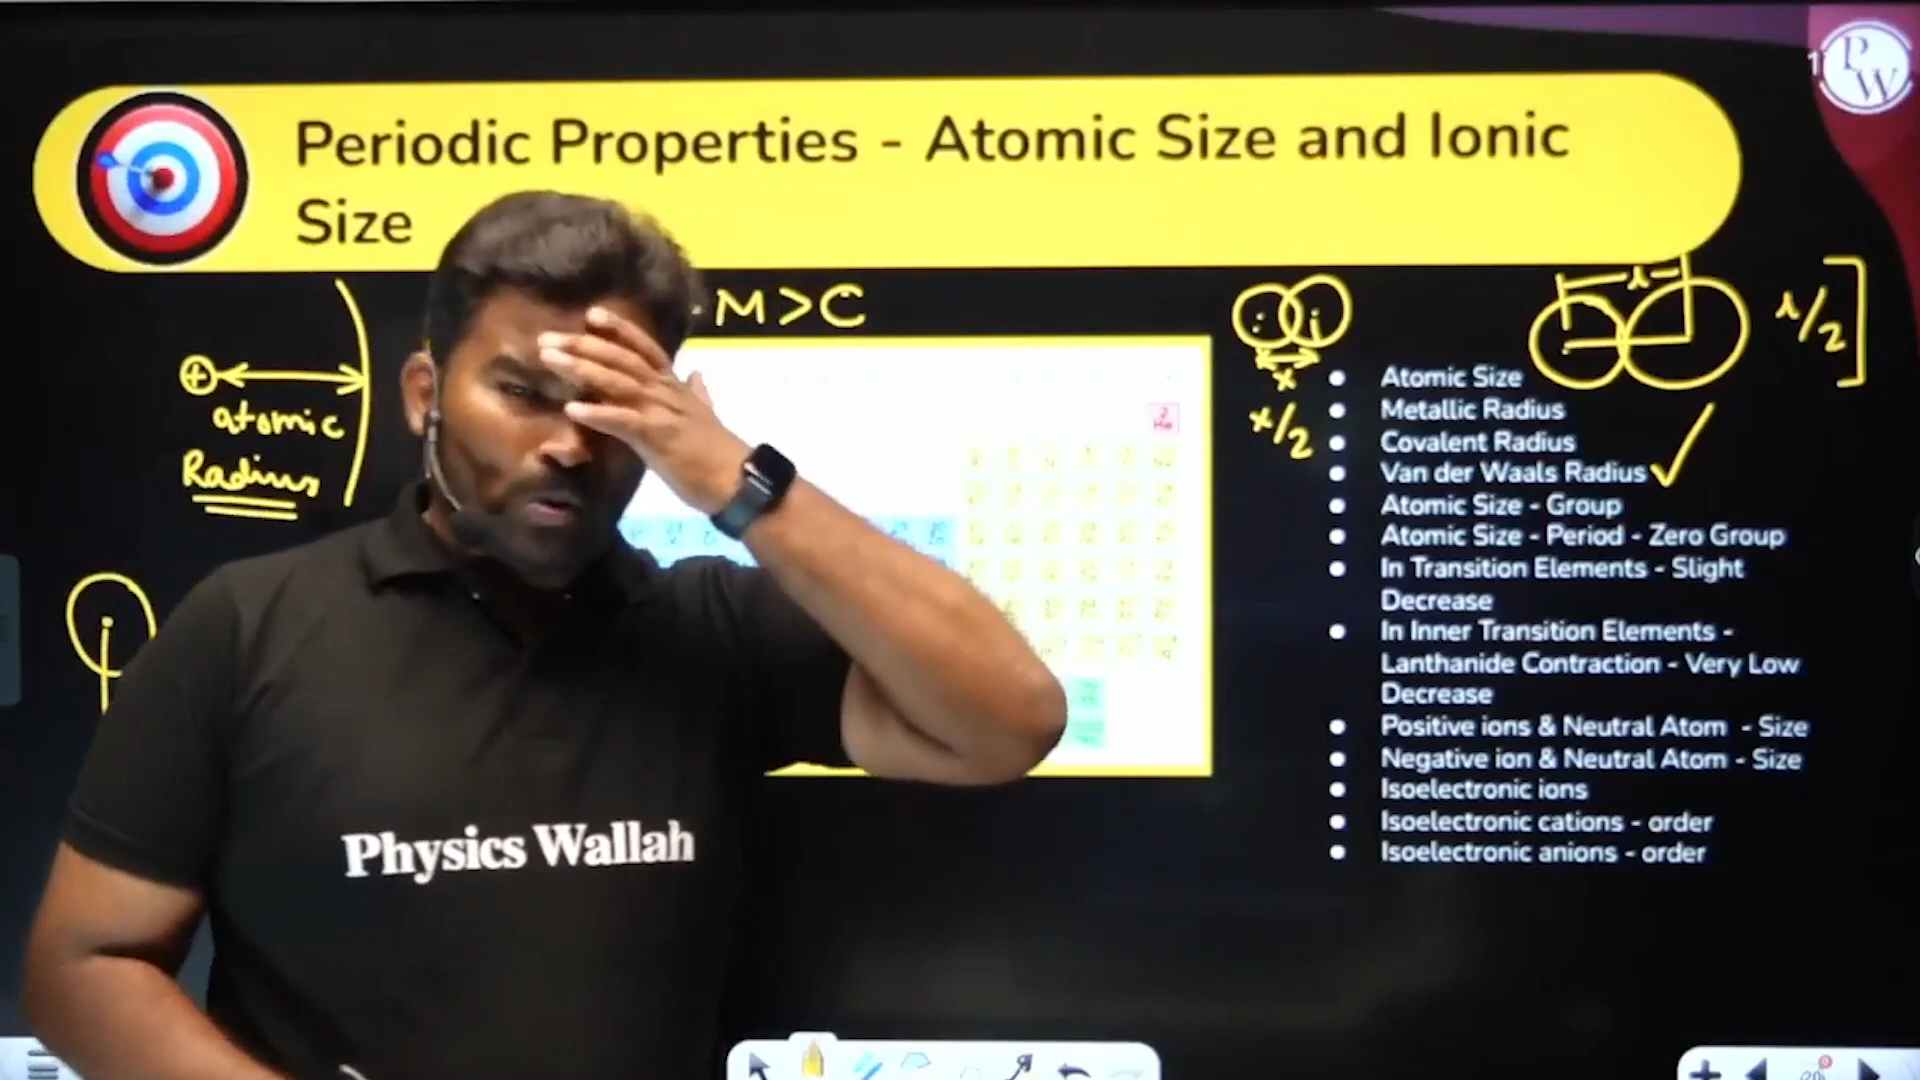 P
W
Periodic Properties - Atomic Size and Ionic
Size
M > C
atomic
Radius
x
x/2
/2
Atomic Size
Metallic Radius
Covalent Radius
Van der Waals Radius
Atomic Size - Group
Atomic Size - Period - Zero Group
In Transition Elements - Slight
Decrease
In Inner Transition Elements -
Lanthanide Contraction - Very Low
Decrease
Positive ions & Neutral Atom - Size
Negative ion & Neutral Atom - Size
Isoelectronic ions
Isoelectronic cations - order
Isoelectronic anions - order
2
He
Physics Wallah